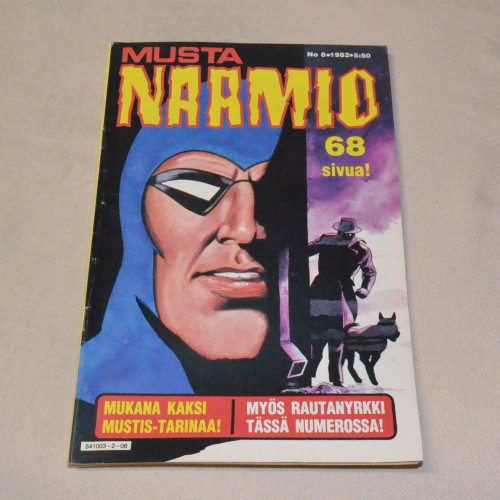 MUSTA
No 8•1982•5:50
NAAMIO
68
sivua!
MUKANA KAKSI
MUSTIS-TARINAA!
MYÖS RAUTANYRKKI
TÄSSÄ NUMEROSSA!
541003-2-08